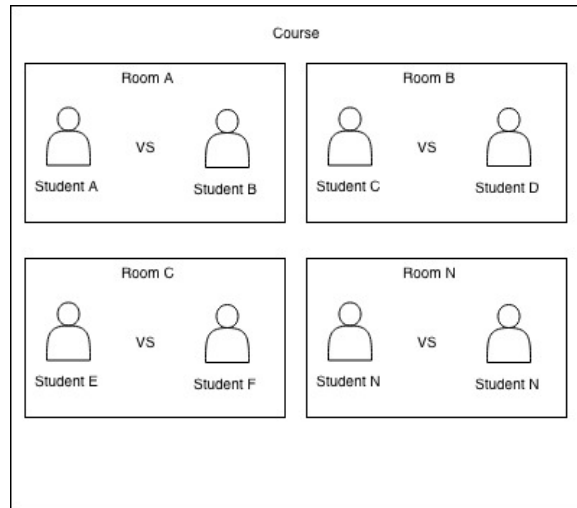 Course
Room A
VS
Student A
Student B
Room B
VS
Student C
Student D
Room C
VS
Student E
Student F
Room N
VS
Student N
Student N